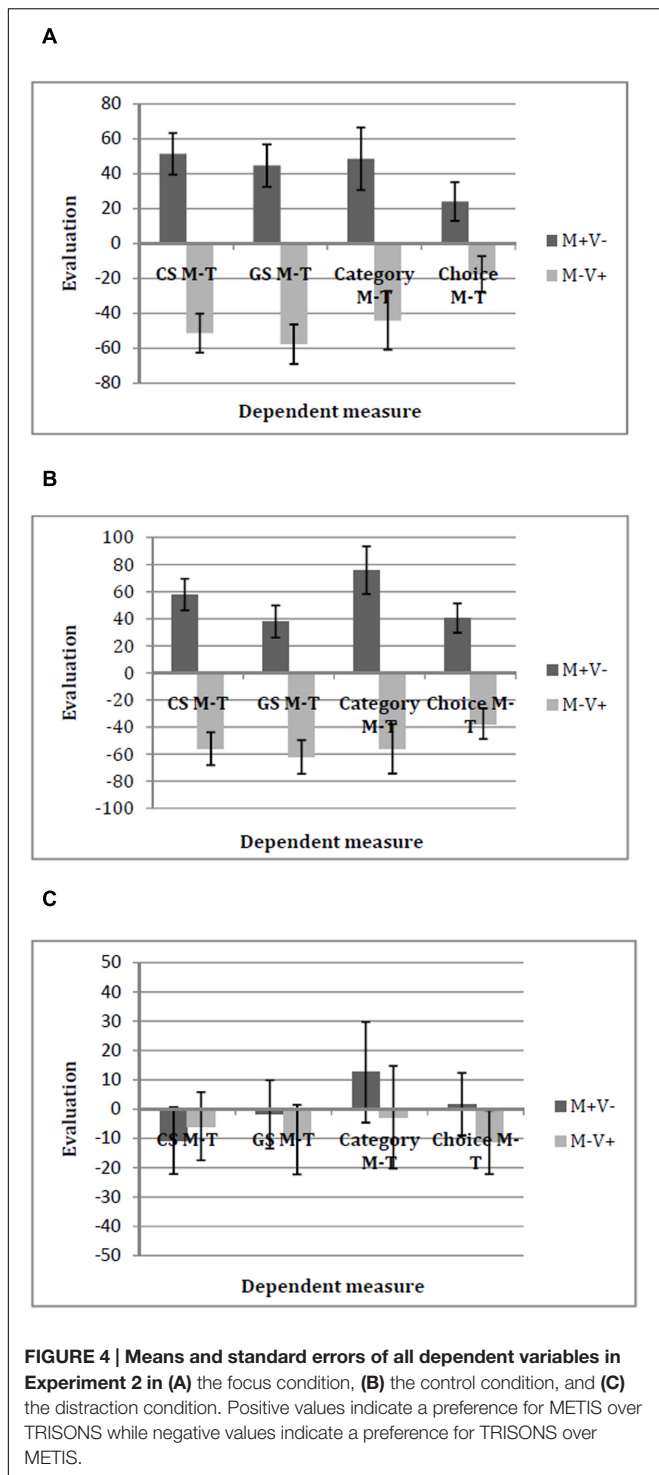 A
80
60
40
20
0
-20
-40
-60
-80
Evaluation
CS M-T
GS M-T
Category
M-T
Choice
M-T
M+V-
M-V+
Dependent measure
B
100
80
60
40
20
0
-20
-40
-60
-80
-100
Evaluation
CS M-T
GS M-T
Category
M-T
Choice M-
T
M+V-
M-V+
Dependent measure
C
50
40
30
20
10
0
-10
-20
-30
-40
-50
Evaluation
CS M-T
GS M-T
Category
M-T
Choice M-
T
M+V-
M-V+
Dependent measure
FIGURE 4 | Means and standard errors of all dependent variables in
Experiment 2 in (A) the focus condition, (B) the control condition, and (C)
the distraction condition. Positive values indicate a preference for METIS over
TRISONS while negative values indicate a preference for TRISONS over
METIS.